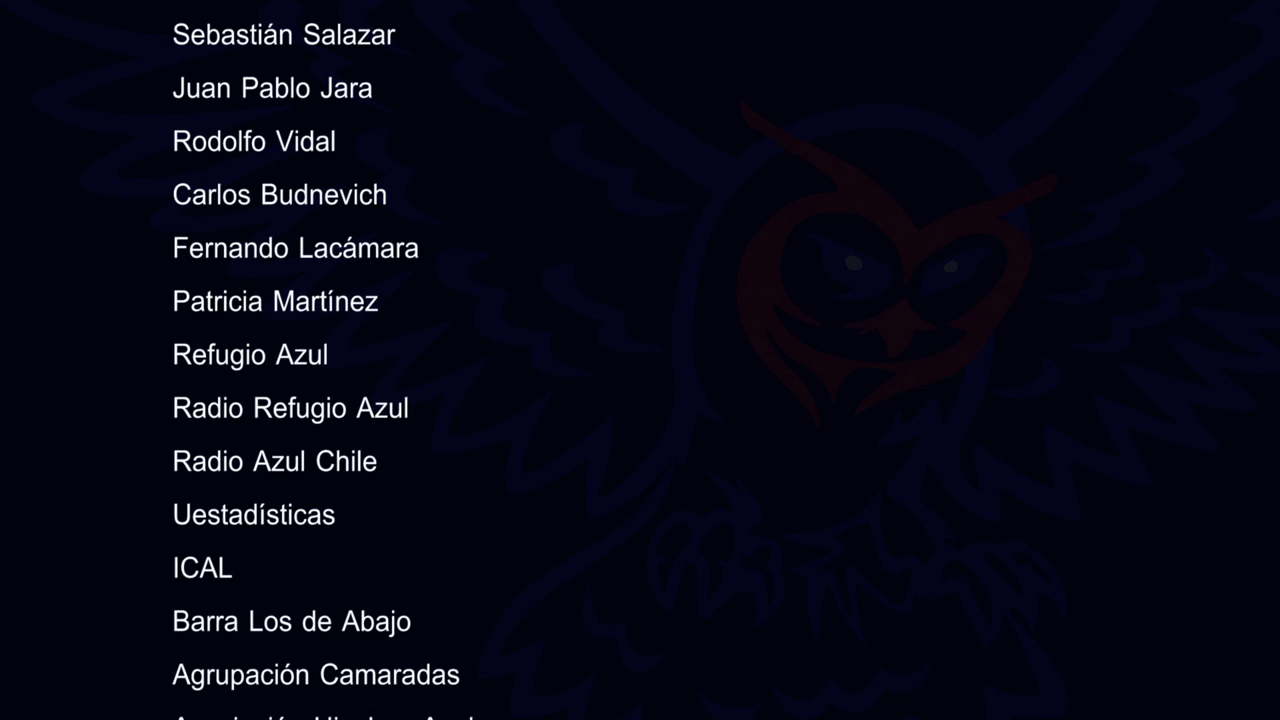 Sebastián Salazar
Juan Pablo Jara
Rodolfo Vidal
Carlos Budnevich
Fernando Lacámara
Patricia Martínez
Refugio Azul
Radio Refugio Azul
Radio Azul Chile
Uestadísticas
ICAL
Barra Los de Abajo
Agrupación Camaradas